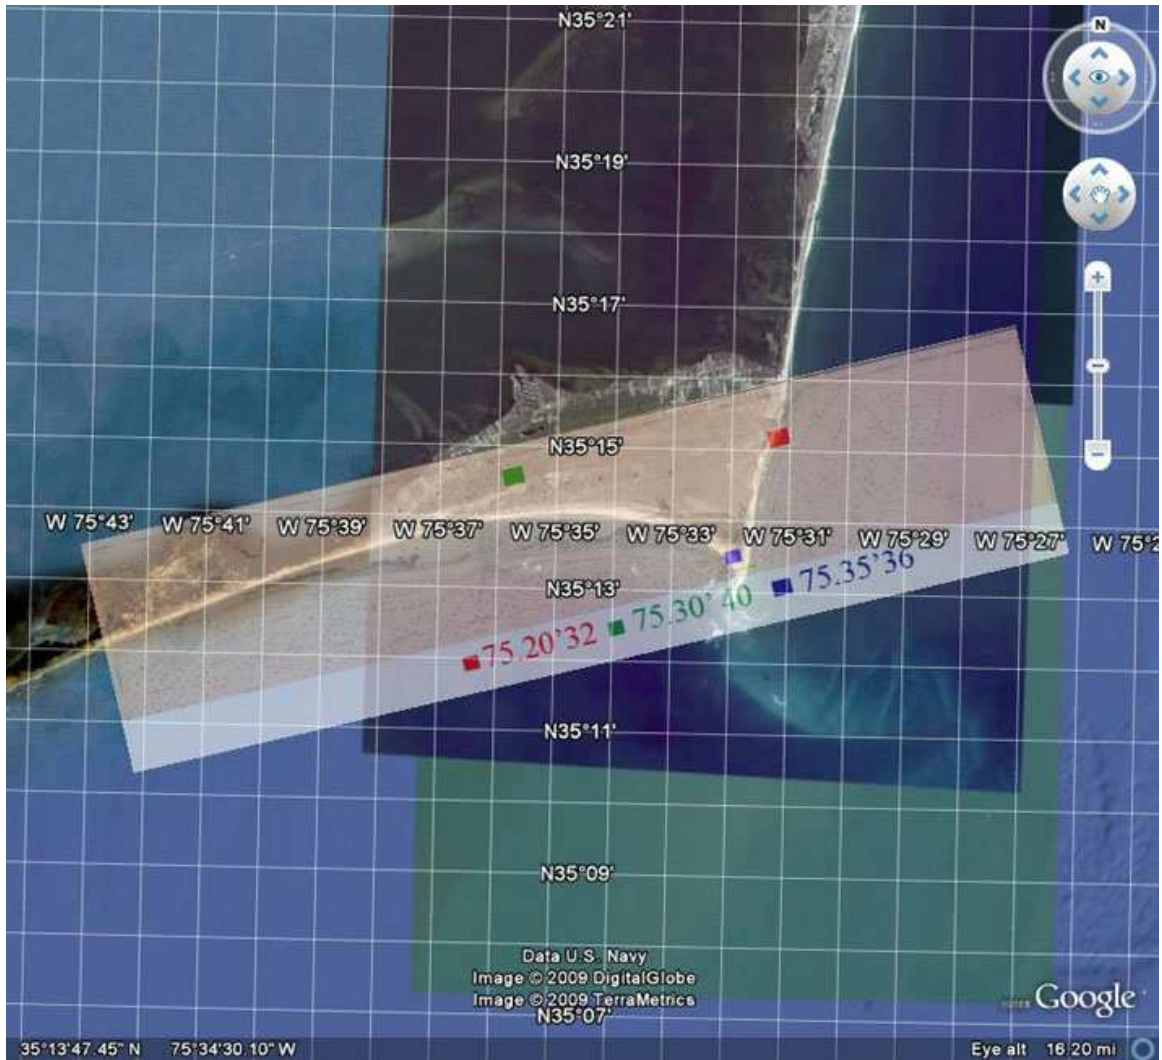 N35°21'
N
N35°19'
N35°17'
N35°15'
W 75°43' W 75°41' W 75°39' W 75°37' W 75°35' W 75°33' W 75°31' W 75°29' W 75°27' W 75°2
N35°13'
75.20'32 75.30' 40 75.35'36
N35°11'
N35°09'
Data U.S. Navy
Image © 2009 DigitalGlobe
Image © 2009 TerraMetrics
Google
N35°07'
35°13'47.45" N 75°34'30.10" W Eye alt 16.20 mi